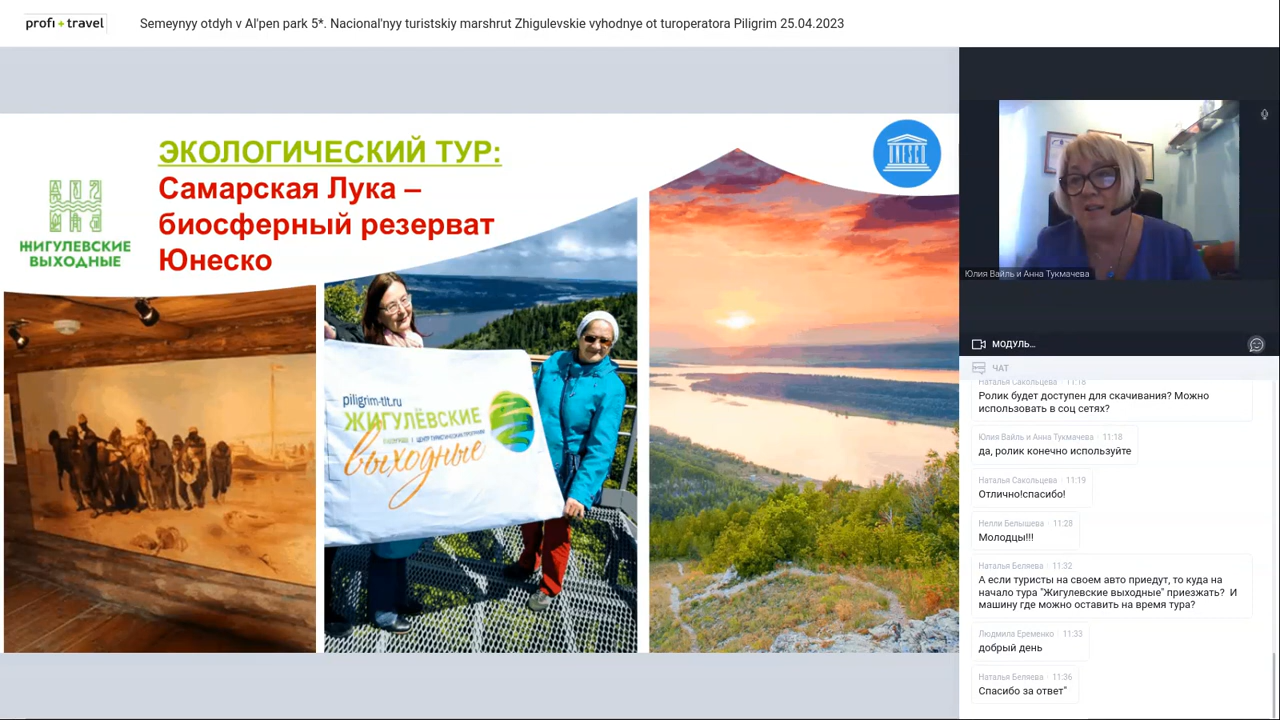 profi+travel
Semeynyy otdyh v Al'pen park 5*. Nacional'nyy turistskiy marshrut Zhigulevskie vyhodnye ot turoperatora Piligrim 25.04.2023
ЭКОЛОГИЧЕСКИЙ ТУР:
Самарская Лука –
биосферный резерват
Юнеско
ЖИГУЛЕВСКИЕ
ВЫХОДНЫЕ
UNESCO
piligrim-tlt.ru
ЖИГУЛЁВСКИЕ
выходные
Юлия Вайль и Анна Тукмачева
МОДУЛЬ...
ЧАТ
Наталья Сакольцева · 11:18
Ролик будет доступен для скачивания? Можно
использовать в соц сетях?
Юлия Вайль и Анна Тукмачева · 11:18
да, ролик конечно используйте
Наталья Сакольцева · 11:19
Отлично!спасибо!
Нелли Белышева · 11:28
Молодцы!!!
Наталья Беляева · 11:32
А если туристы на своем авто приедут, то куда на
начало тура "Жигулевские выходные" приезжать? И
машину где можно оставить на время тура?
Людмила Еременко · 11:33
добрый день
Наталья Беляева · 11:36
Спасибо за ответ"